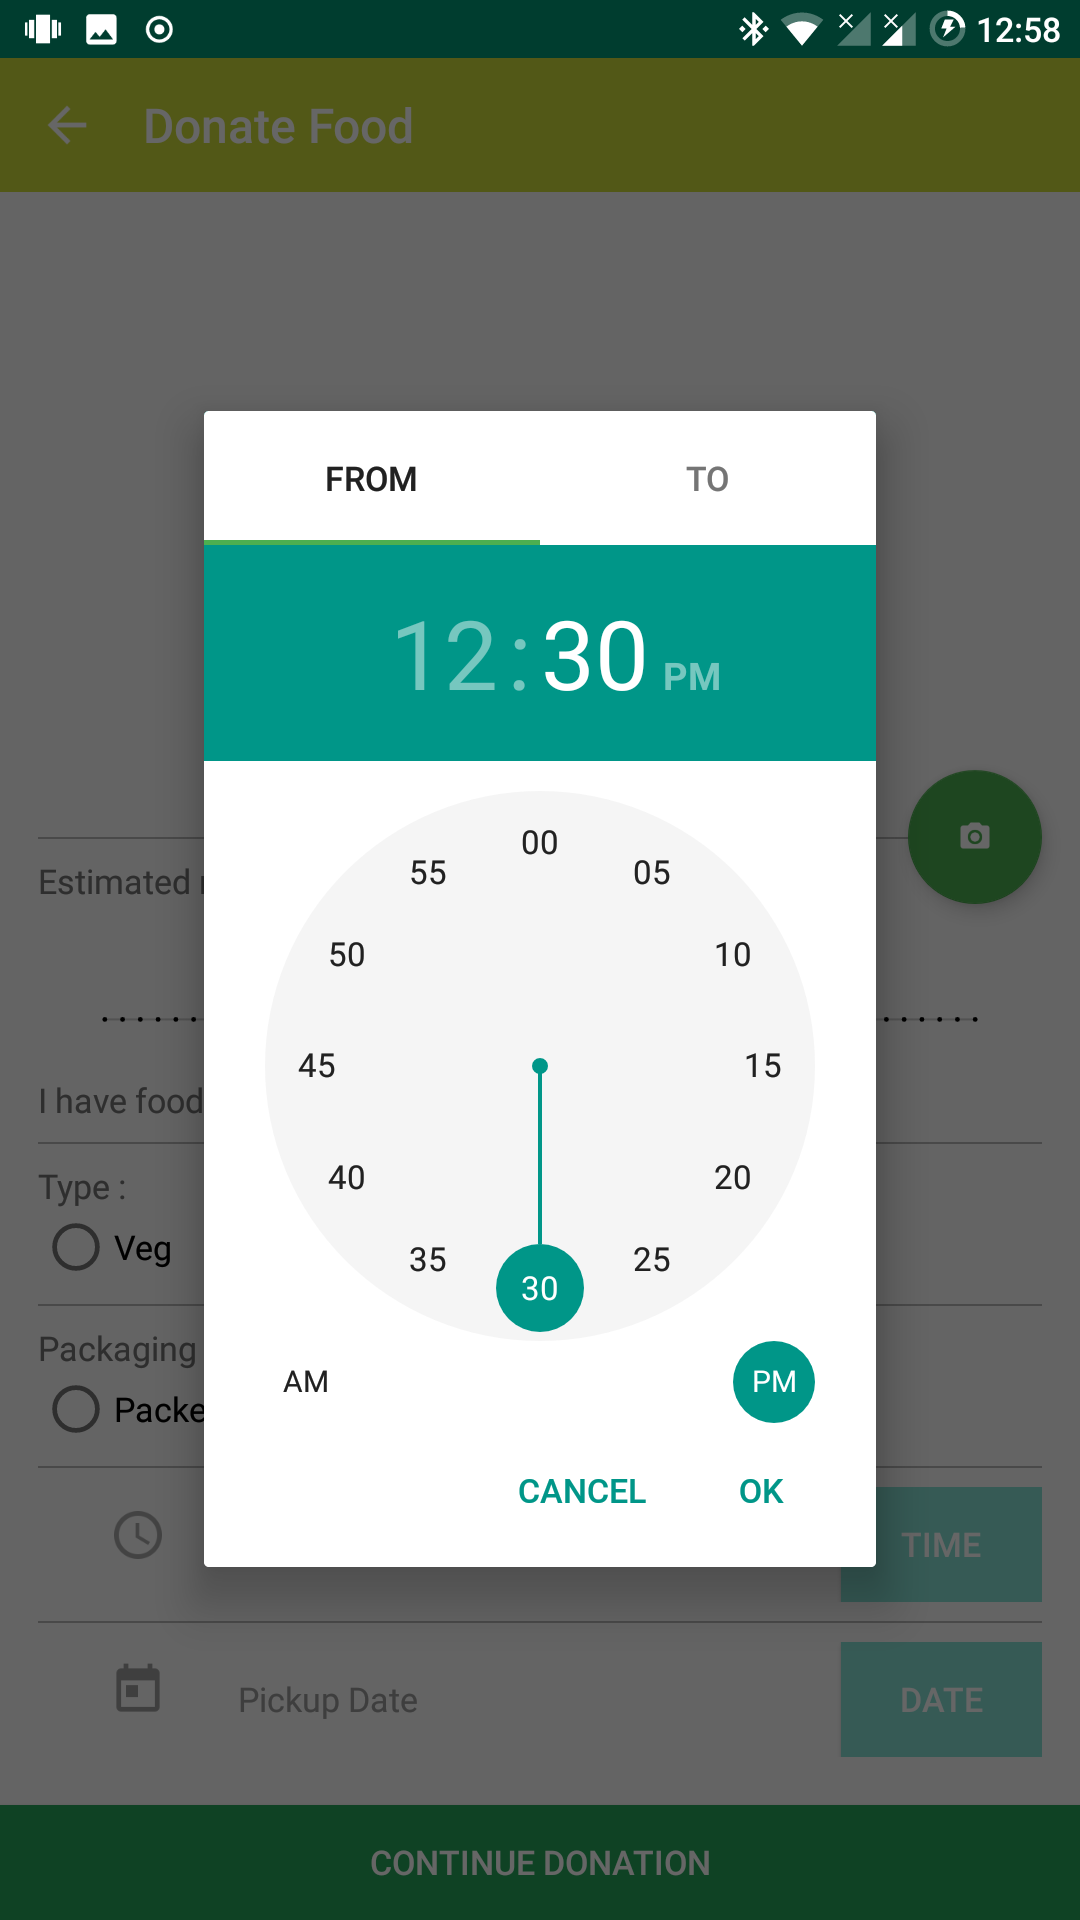 12:58
Donate Food
FROM TO
12:30 PM
00
55 05
50 10
45 15
40 20
35 25
30
AM PM
CANCEL OK
Estimated
I have food
Type :
Veg
Packaging
Packe
TIME
Pickup Date DATE
CONTINUE DONATION